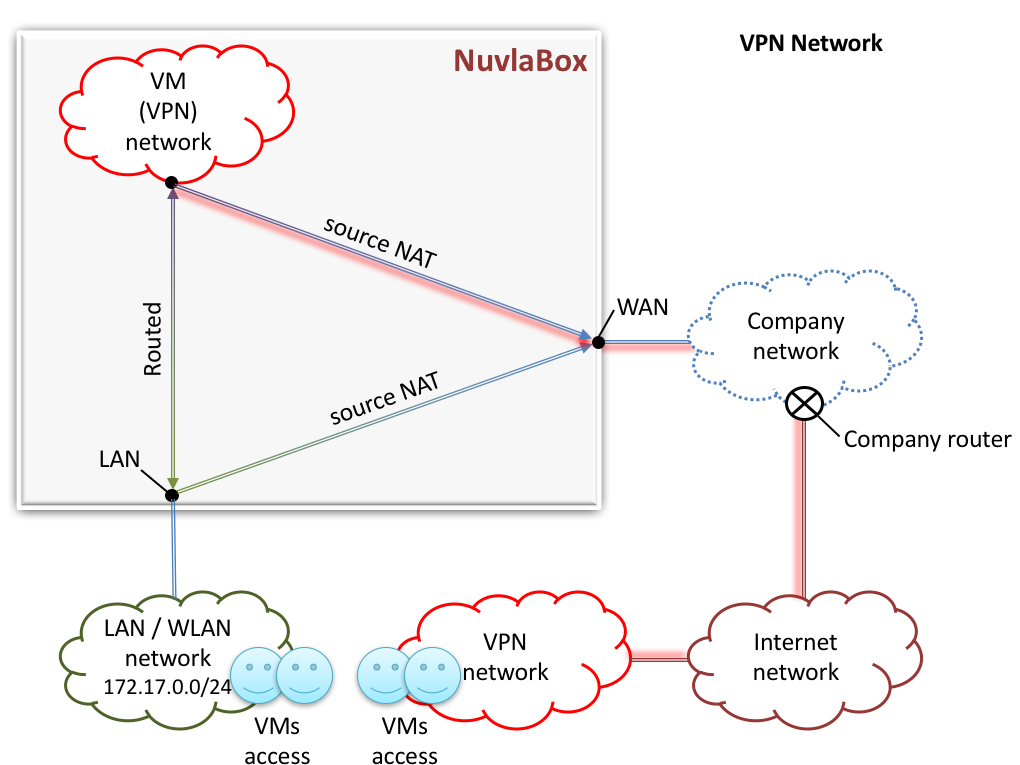 VPN Network
NuvlaBox
VM
(VPN)
network
source NAT
Routed
WAN
Company
network
source NAT
Company router
LAN
LAN / WLAN
network
172.17.0.0/24
VMs
access
VPN
network
VMs
access
Internet
network